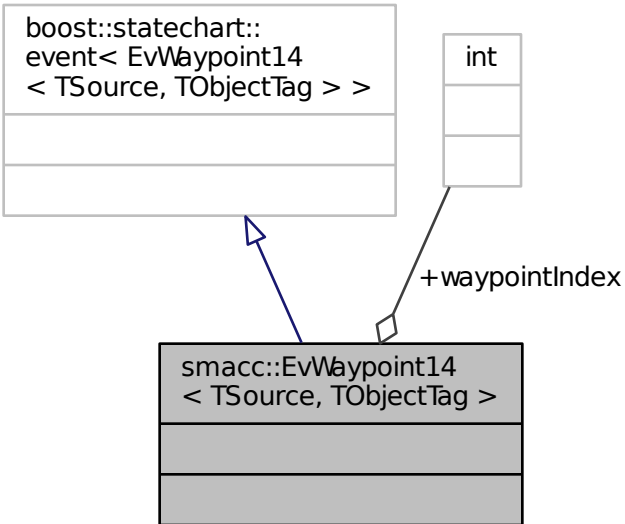 boost::statechart::
event< EvWaypoint14
< TSource, TObjectTag > >
int
+waypointIndex
smacc::EvWaypoint14
< TSource, TObjectTag >